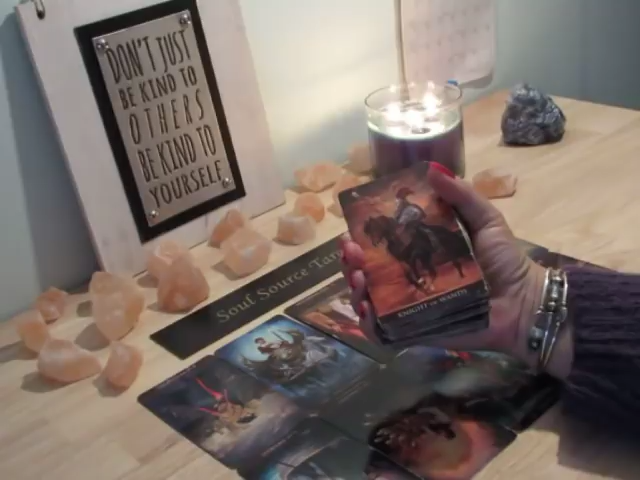 DON'T JUST
BE KIND TO
OTHERS
BE KIND TO
YOURSELF
Soul Source Tar
KNIGHT OF WANDS